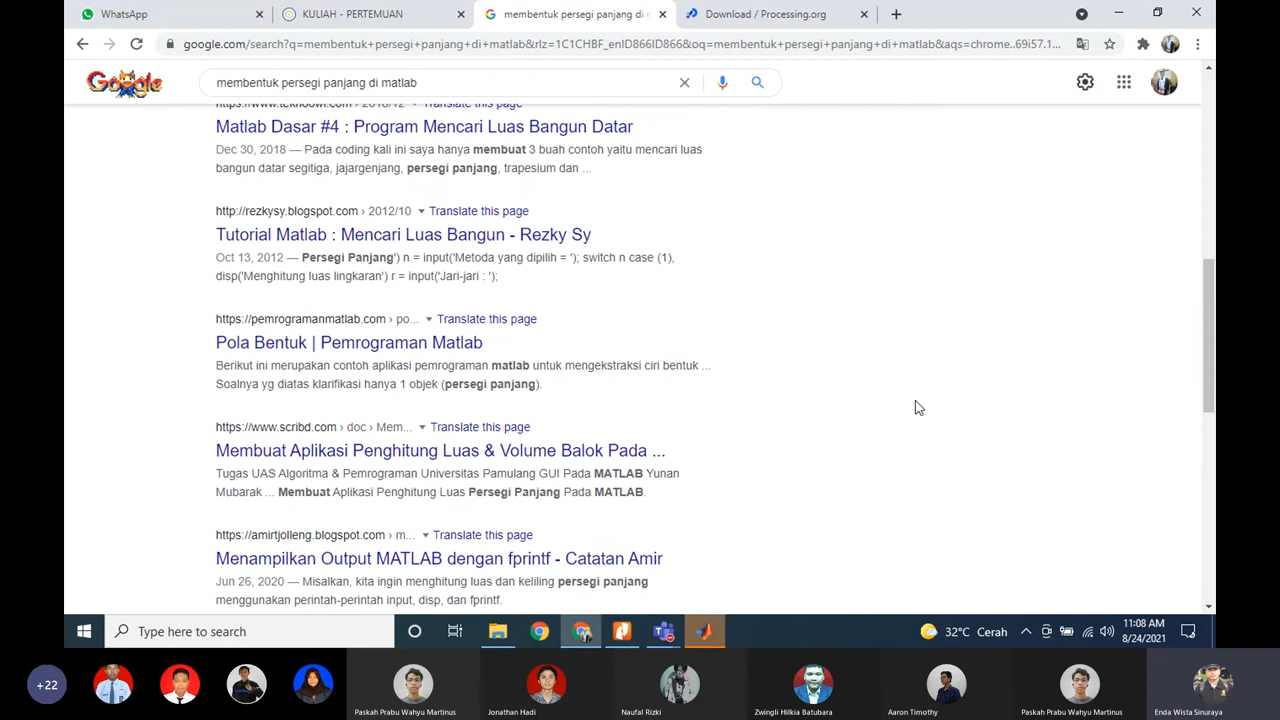 WhatsApp
KULIAH - PERTEMUAN
membentuk persegi panjang di
Download / Processing.org
google.com/search?q=membentuk+persegi+panjang+di+matlab&rlz=1C1CHBF_enID866ID866&oq=membentuk+persegi+panjang+di+matlab&aqs=chrome..69i57.1...
Google
membentuk persegi panjang di matlab
https://www.teknoowl.com › 2018/12 Translate this page
Matlab Dasar #4 : Program Mencari Luas Bangun Datar
Dec 30, 2018 — Pada coding kali ini saya hanya membuat 3 buah contoh yaitu mencari luas
bangun datar segitiga, jajargenjang, persegi panjang, trapesium dan ...
http://rezkysy.blogspot.com › 2012/10 Translate this page
Tutorial Matlab : Mencari Luas Bangun - Rezky Sy
Oct 13, 2012 — Persegi Panjang') n = input('Metoda yang dipilih = '); switch n case (1),
disp('Menghitung luas lingkaran') r = input('Jari-jari : ');
https://pemrogramanmatlab.com › po... Translate this page
Pola Bentuk | Pemrograman Matlab
Berikut ini merupakan contoh aplikasi pemrograman matlab untuk mengekstraksi ciri bentuk ...
Soalnya yg diatas klarifikasi hanya 1 objek (persegi panjang).
https://www.scribd.com › doc › Mem... Translate this page
Membuat Aplikasi Penghitung Luas & Volume Balok Pada ...
Tugas UAS Algoritma & Pemrograman Universitas Pamulang GUI Pada MATLAB Yunan
Mubarak ... Membuat Aplikasi Penghitung Luas Persegi Panjang Pada MATLAB.
https://amirtjolleng.blogspot.com › m... Translate this page
Menampilkan Output MATLAB dengan fprintf - Catatan Amir
Jun 26, 2020 — Misalkan, kita ingin menghitung luas dan keliling persegi panjang
menggunakan perintah-perintah input, disp, dan fprintf.
Type here to search
32°C Cerah
11:08 AM
8/24/2021
+22
Paskah Prabu Wahyu Martinus
Jonathan Hadi
Naufal Rizki
Zwingli Hilkia Batubara
Aaron Timothy
Paskah Prabu Wahyu Martinus
Enda Wista Sinuraya